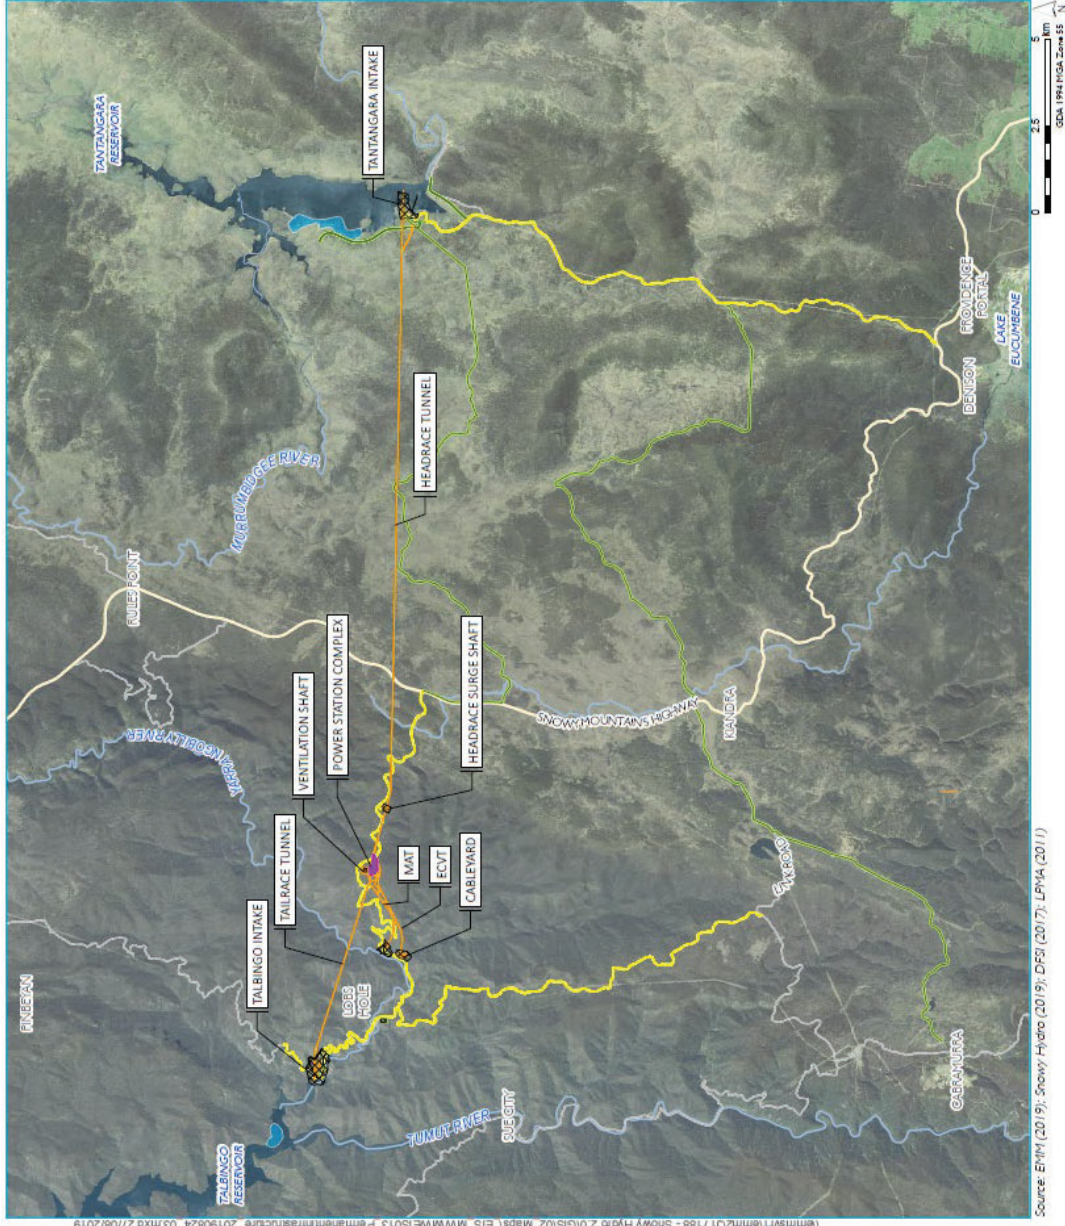 TANTANGARA
RESERVOIR
TANTANGARA INTAKE
HEADRACE TUNNEL
MURRUMBIDGEE RIVER
RULES POINT
POWER STATION COMPLEX
VENTILATION SHAFT
HEADRACE SURGE SHAFT
YARRANGOBILLY RIVER
TAILRACE TUNNEL
TALBINGO INTAKE
MAT
ECVT
CABLEYARD
LOBS
HOLE
PINBEYAN
TALBINGO
RESERVOIR
TUMUT RIVER
SUE CITY
SNOWY MOUNTAINS HIGHWAY
KIANDRA
CABRAMURRA
DENISON
PROVIDENCE
PORTAL
LAKE
EUCUMBENE
0 2.5 5
km
GDA 1994 MGA Zone 55
N
Source: EMM (2019); Snowy Hydro (2019); DFSI (2017); LPMA (2011)